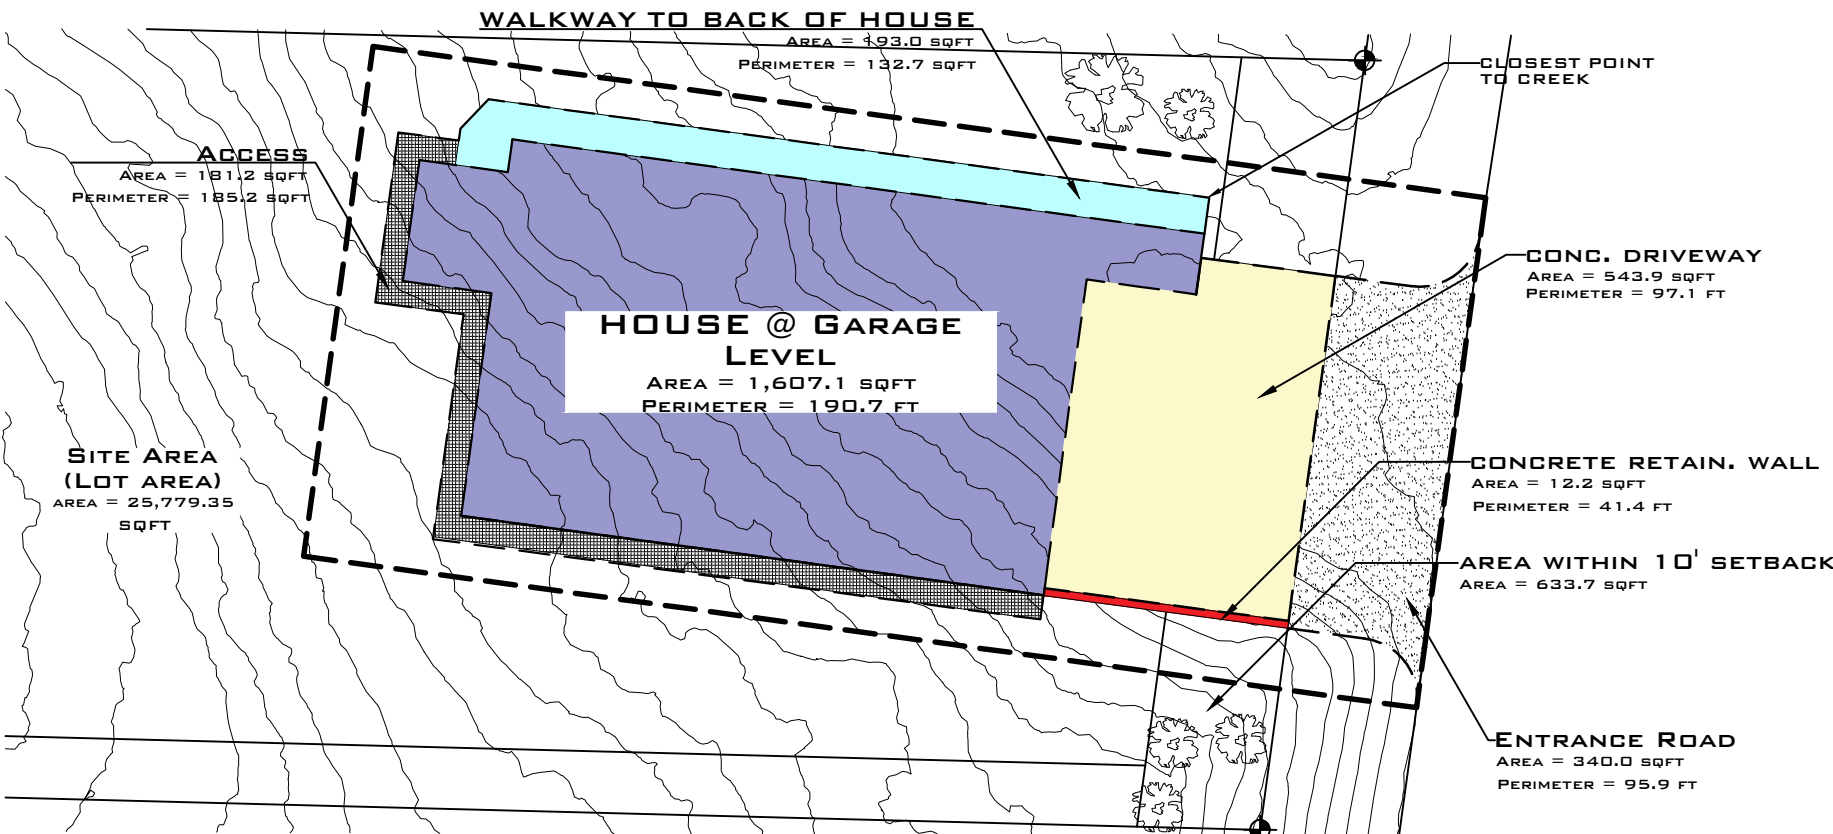 WALKWAY TO BACK OF HOUSE
AREA = 193.0 SQFT
PERIMETER = 132.7 SQFT
CLOSEST POINT
TO CREEK
ACCESS
AREA = 181.2 SQFT
PERIMETER = 185.2 SQFT
CONC. DRIVEWAY
AREA = 543.9 SQFT
PERIMETER = 97.1 FT
HOUSE @ GARAGE
LEVEL
AREA = 1,607.1 SQFT
PERIMETER = 190.7 FT
SITE AREA
(LOT AREA)
AREA = 25,779.35
SQFT
CONCRETE RETAIN. WALL
AREA = 12.2 SQFT
PERIMETER = 41.4 FT
AREA WITHIN 10' SETBACK
AREA = 633.7 SQFT
ENTRANCE ROAD
AREA = 340.0 SQFT
PERIMETER = 95.9 FT